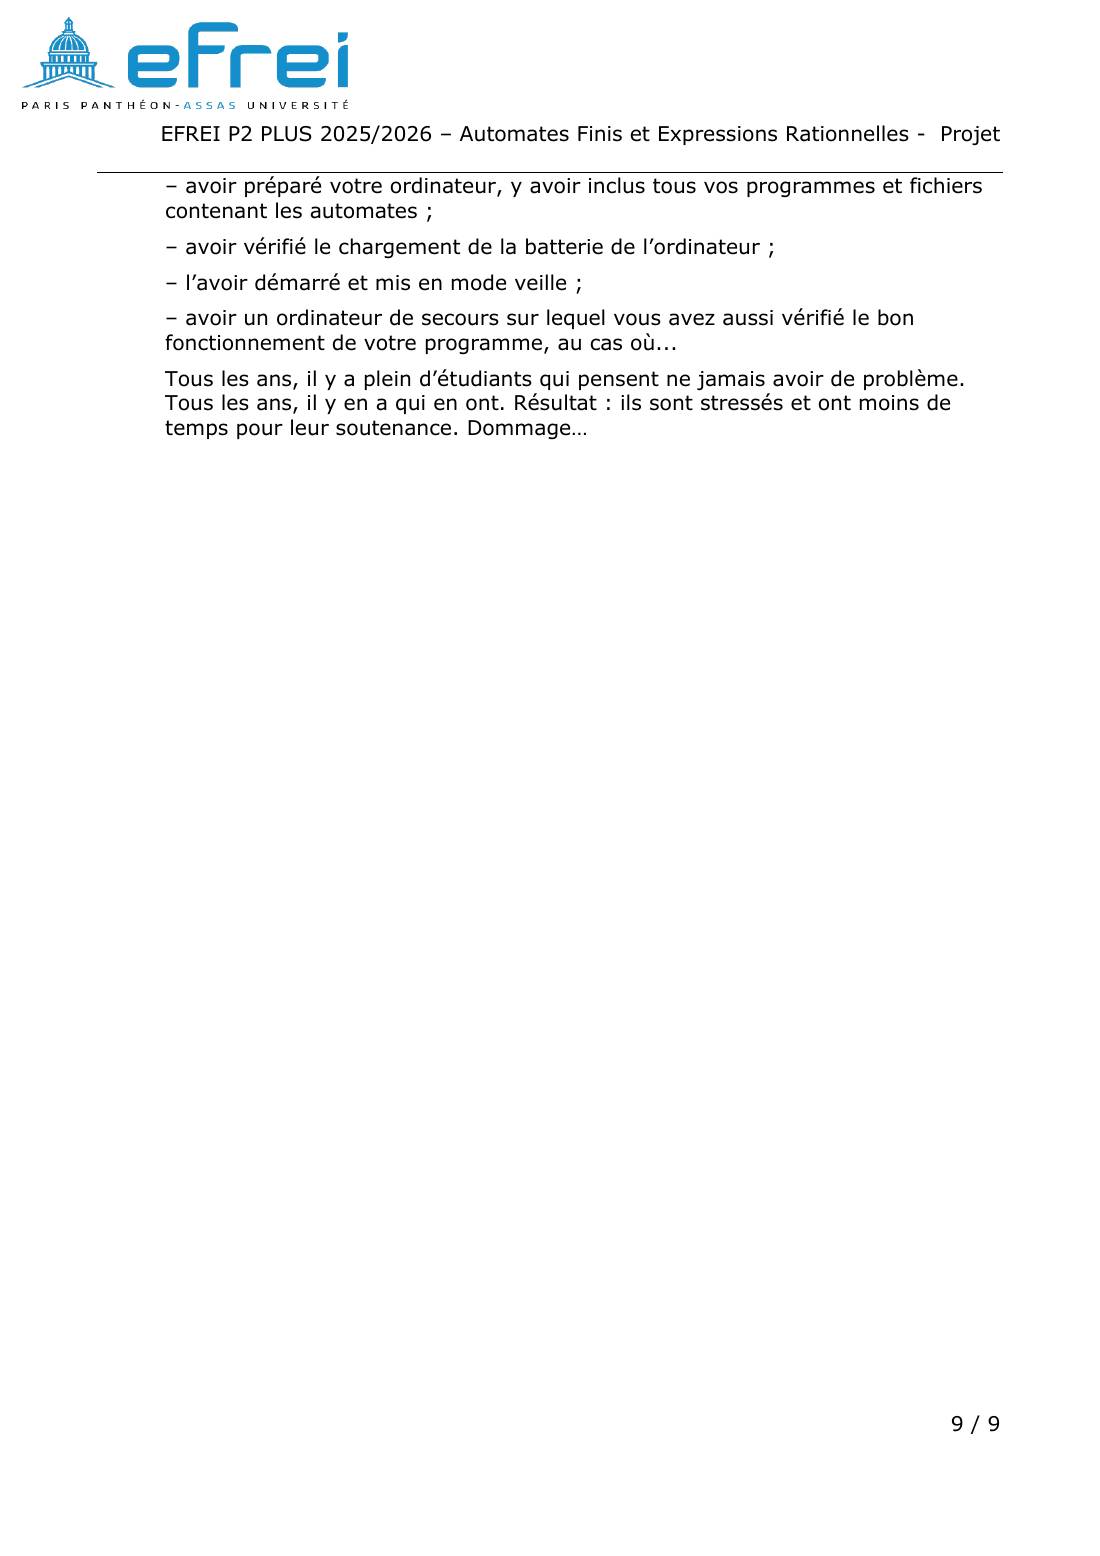 efrei
PARIS PANTHÉON-ASSAS UNIVERSITÉ
EFREI P2 PLUS 2025/2026 – Automates Finis et Expressions Rationnelles - Projet
– avoir préparé votre ordinateur, y avoir inclus tous vos programmes et fichiers
contenant les automates ;
– avoir vérifié le chargement de la batterie de l’ordinateur ;
– l’avoir démarré et mis en mode veille ;
– avoir un ordinateur de secours sur lequel vous avez aussi vérifié le bon
fonctionnement de votre programme, au cas où...
Tous les ans, il y a plein d’étudiants qui pensent ne jamais avoir de problème.
Tous les ans, il y en a qui en ont. Résultat : ils sont stressés et ont moins de
temps pour leur soutenance. Dommage…
9 / 9